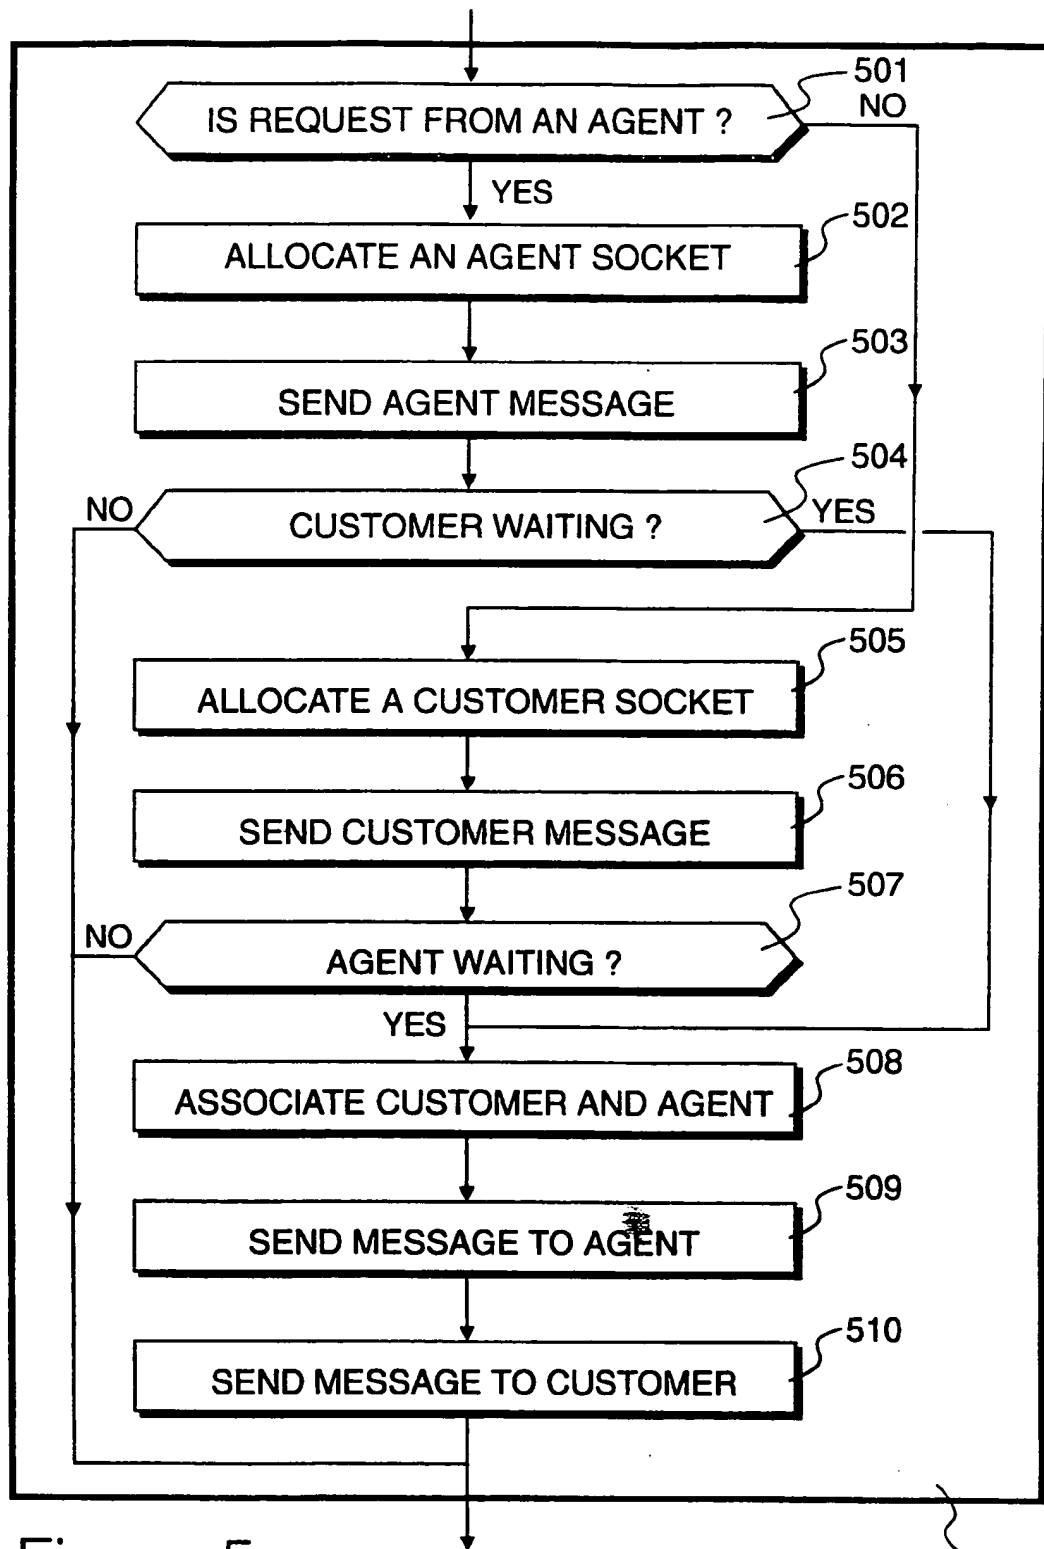 501
IS REQUEST FROM AN AGENT ?
NO
YES
502
ALLOCATE AN AGENT SOCKET
503
SEND AGENT MESSAGE
504
NO
CUSTOMER WAITING ?
YES
505
ALLOCATE A CUSTOMER SOCKET
506
SEND CUSTOMER MESSAGE
507
NO
AGENT WAITING ?
YES
508
ASSOCIATE CUSTOMER AND AGENT
509
SEND MESSAGE TO AGENT
510
SEND MESSAGE TO CUSTOMER